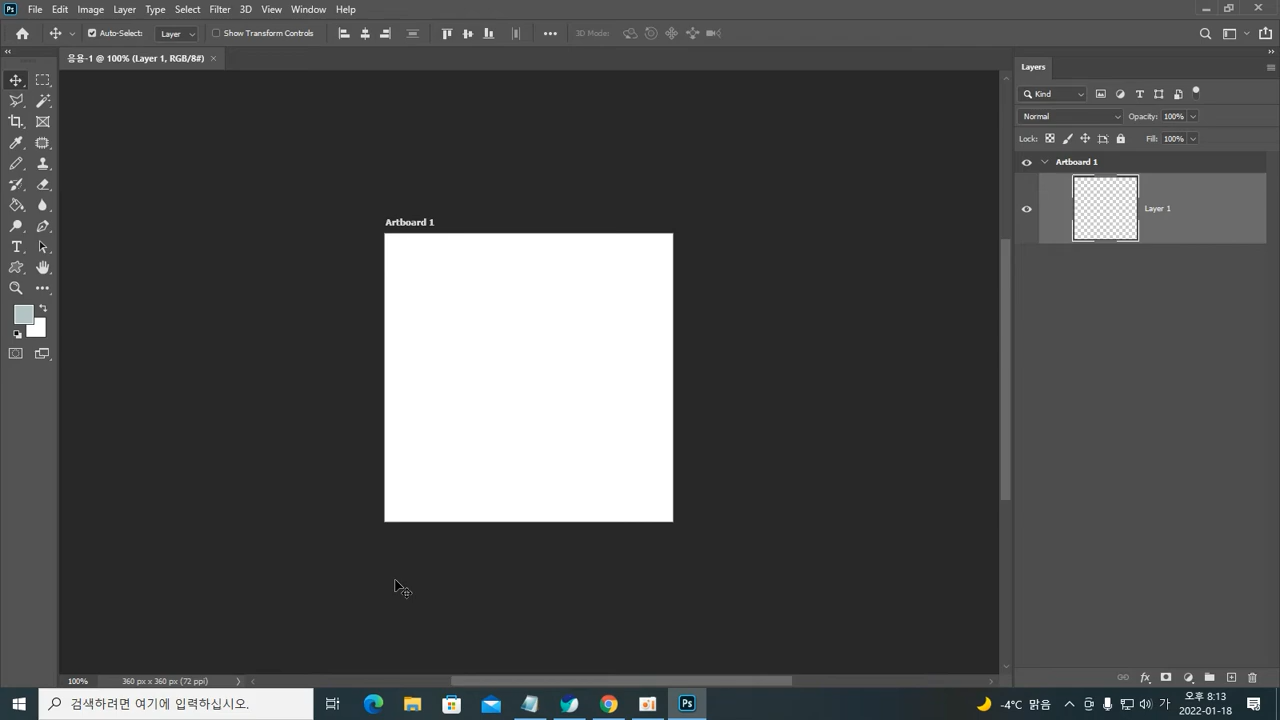 Ps File Edit Image Layer Type Select Filter 3D View Window Help
Auto-Select: Layer Show Transform Controls 3D Mode:
응용-1 @ 100% (Layer 1, RGB/8#)
Layers
Kind
Normal Opacity: 100%
Lock: Fill: 100%
Artboard 1
Layer 1
Artboard 1
100% 360 px x 360 px (72 ppi)
검색하려면 여기에 입력하십시오.
Ps
-4°C 맑음
가
오후 8:13
2022-01-18